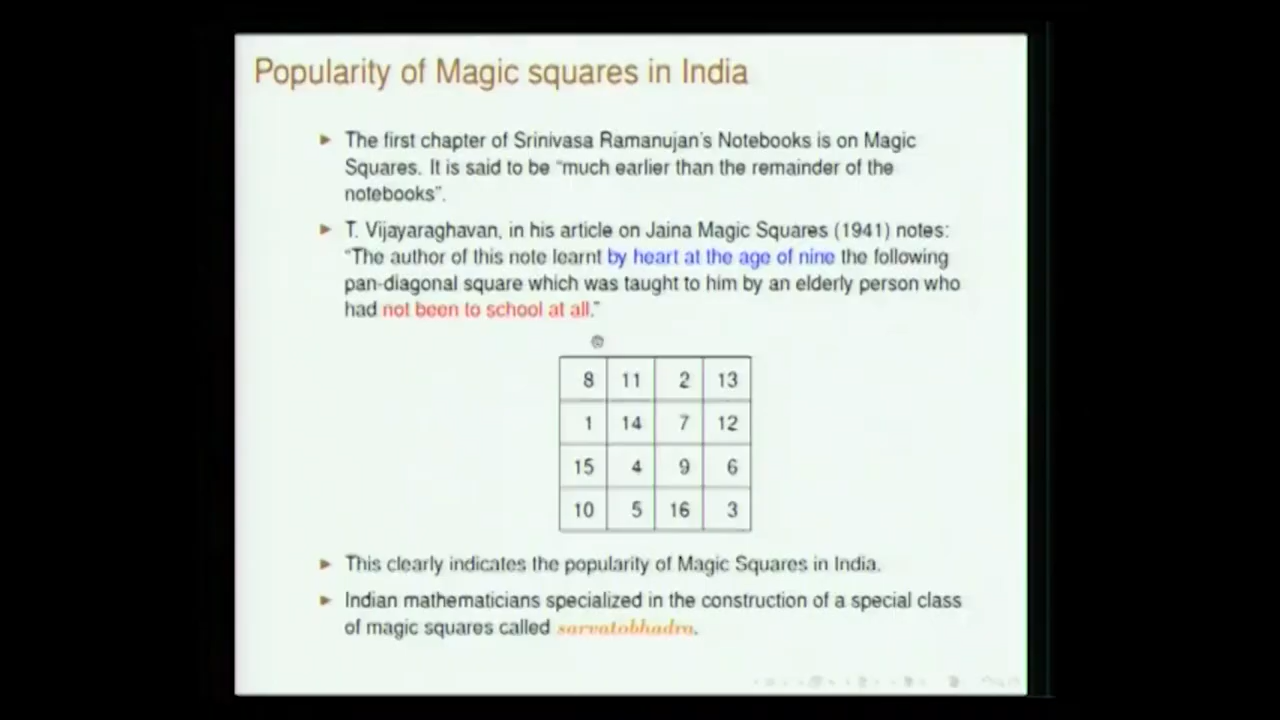 Popularity of Magic squares in India
The first chapter of Srinivasa Ramanujan's Notebooks is on Magic
Squares. It is said to be "much earlier than the remainder of the
notebooks".
T. Vijayaraghavan, in his article on Jaina Magic Squares (1941) notes:
"The author of this note learnt by heart at the age of nine the following
pan-diagonal square which was taught to him by an elderly person who
had not been to school at all."
8 11 2 13
1 14 7 12
15 4 9 6
10 5 16 3
This clearly indicates the popularity of Magic Squares in India.
Indian mathematicians specialized in the construction of a special class
of magic squares called sarvatobhadra.